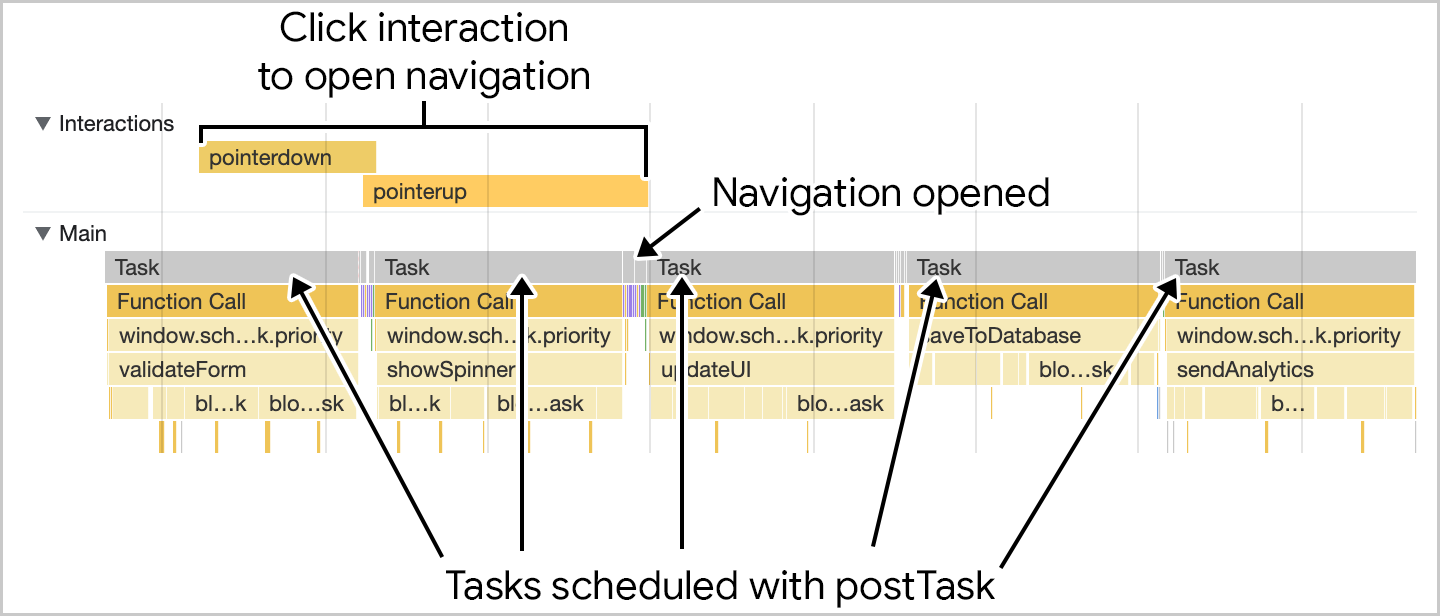 Click interaction
to open navigation
Interactions
pointerdown
pointerup
Navigation opened
Main
Task Task Task Task Task
Function Call Function Call Function Call Function Call Function Call
window.sch…k.priority window.sch…k.priority window.sch…k.priority saveToDatabase window.sch…k.priority
validateForm showSpinner updateUI blo…sk sendAnalytics
bl…k blo…sk bl…k blo…ask blo…ask b…
Tasks scheduled with postTask